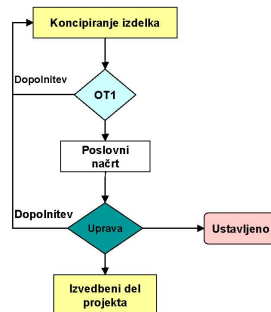 Koncipiranje izdelka
Dopolnitev
OT1
Poslovni
načrt
Dopolnitev
Uprava
Ustavljeno
Izvedbeni del
projekta